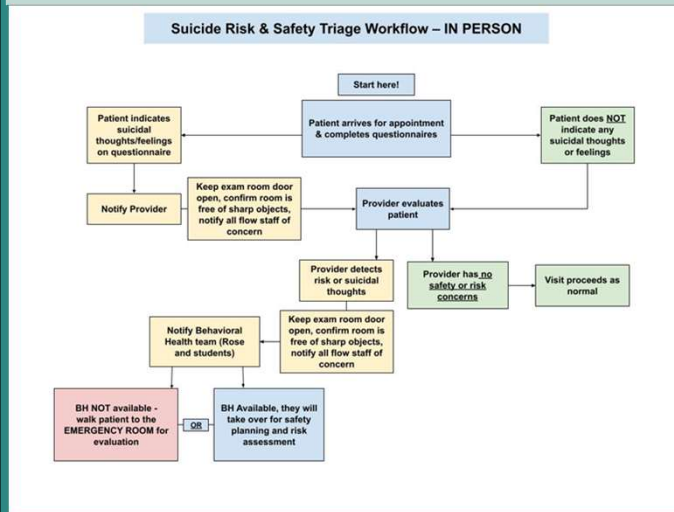 Suicide Risk & Safety Triage Workflow – IN PERSON
Start here!
Patient arrives for appointment
& completes questionnaires
Patient indicates
suicidal
thoughts/feelings
on questionnaire
Patient does NOT
indicate any
suicidal thoughts
or feelings
Notify Provider
Keep exam room door
open, confirm room is
free of sharp objects,
notify all flow staff of
concern
Provider evaluates
patient
Provider detects
risk or suicidal
thoughts
Provider has no
safety or risk
concerns
Visit proceeds as
normal
Keep exam room door
open, confirm room is
free of sharp objects,
notify all flow staff of
concern
Notify Behavioral
Health team (Rose
and students)
BH NOT available -
walk patient to the
EMERGENCY ROOM for
evaluation
OR
BH Available, they will
take over for safety
planning and risk
assessment